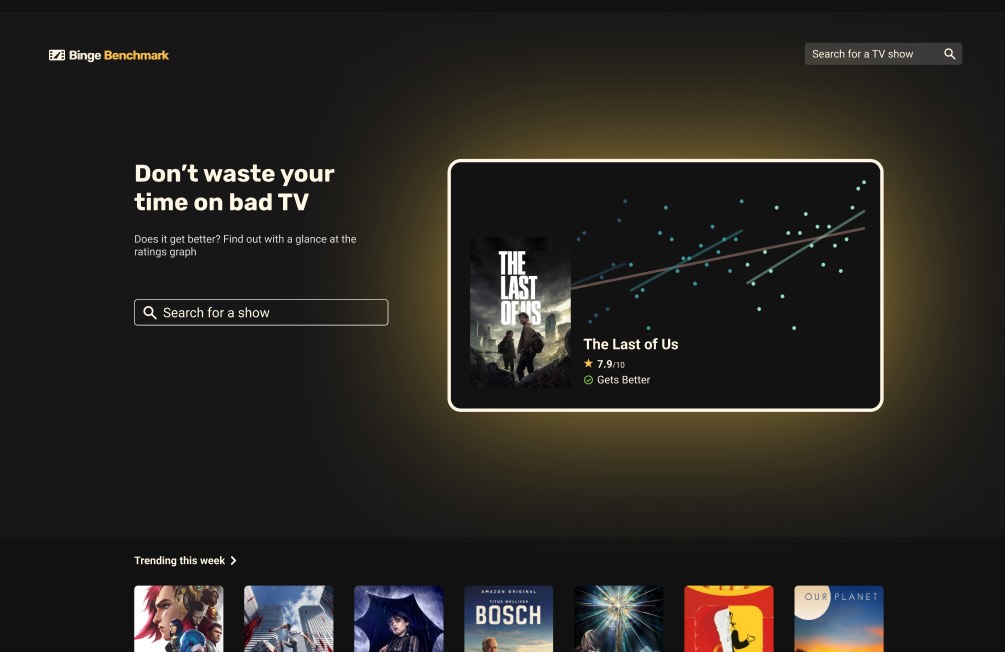 Binge Benchmark
Search for a TV show
Don't waste your
time on bad TV
Does it get better? Find out with a glance at the
ratings graph
Search for a show
THE
LAST
OF US
The Last of Us
7.9/10
Gets Better
Trending this week
AMAZON ORIGINAL
TITUS WELLIVER
BOSCH
OUR PLANET